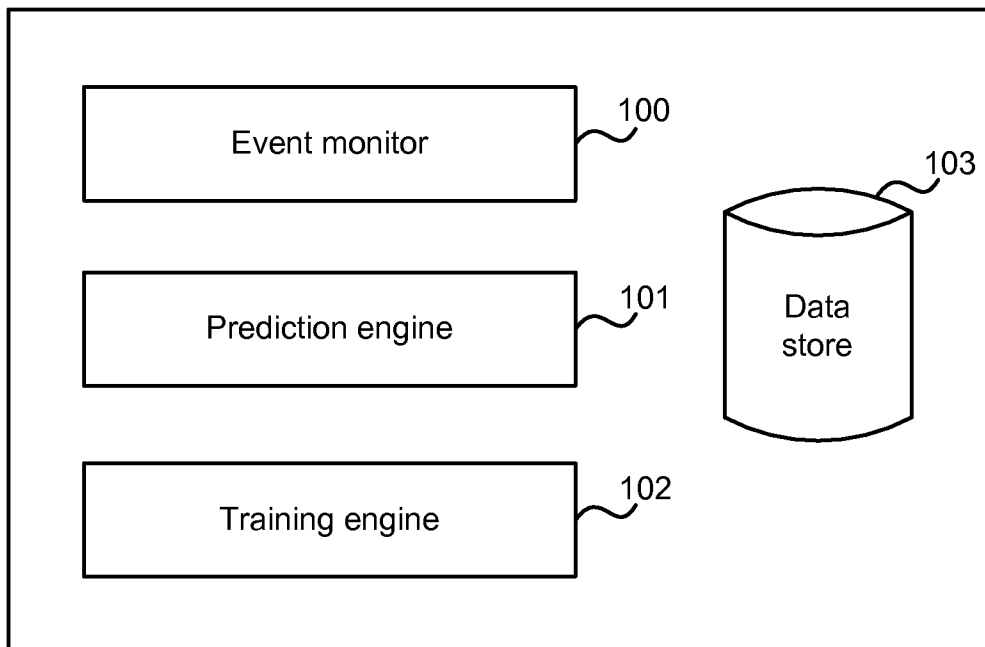 Event monitor
100
103
Prediction engine
101
Data
store
Training engine
102